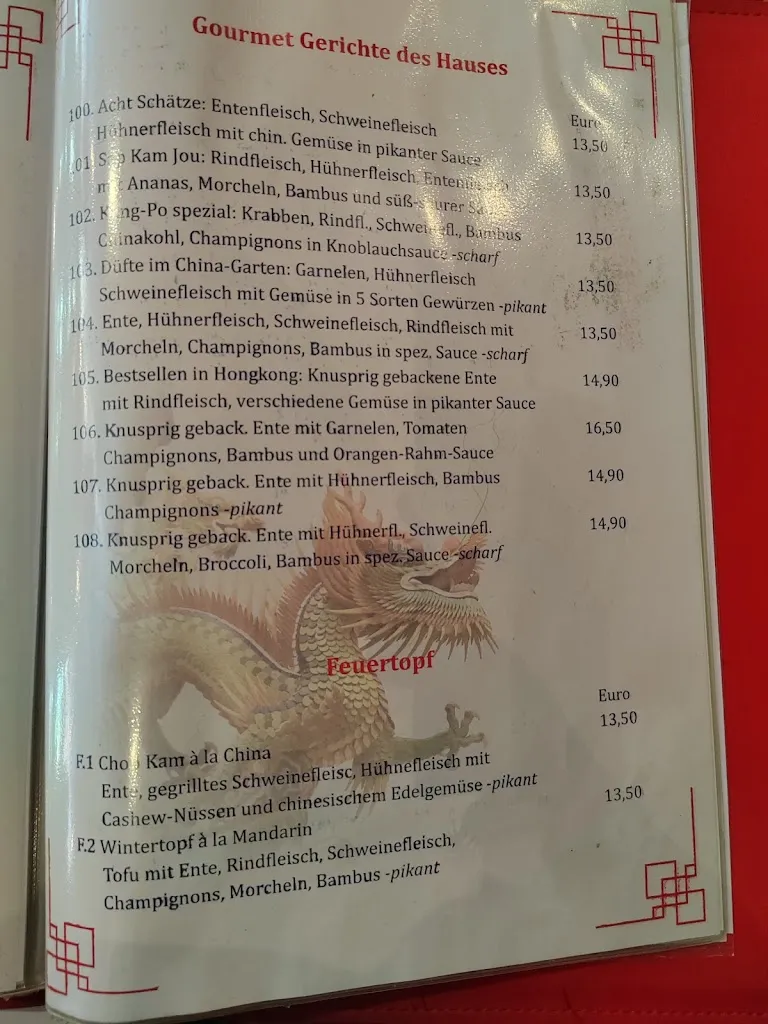 Gourmet Gerichte des Hauses
Euro
100. Acht Schätze: Entenfleisch, Schweinefleisch 13,50
Hühnerfleisch mit chin. Gemüse in pikanter Sauce
Kam Jou: Rindfleisch, Hühnerfleisch, 13,50
Ananas, Morcheln, Bambus und
102. spezial: Krabben, Rindfl., Bambus 13,50
Champignons in Knoblauchsauce -scharf
103. Düfte im China-Garten: Garnelen, Hühnerfleisch 13,50
Schweinefleisch mit Gemüse in 5 Sorten Gewürzen -pikant
104. Ente, Hühnerfleisch, Schweinefleisch, Rindfleisch mit 13,50
Morcheln, Champignons, Bambus in spez. Sauce -scharf
105. Bestsellen in Hongkong: Knusprig gebackene Ente 14,90
mit Rindfleisch, verschiedene Gemüse in pikanter Sauce
106. Knusprig geback. Ente mit Garnelen, Tomaten 16,50
Champignons, Bambus und Orangen-Rahm-Sauce
107. Knusprig geback. Ente mit Hühnerfleisch, Bambus 14,90
Champignons -pikant
108. Knusprig geback. Ente mit Hühnerfl., Schweinefl. 14,90
Morcheln, Broccoli, Bambus in spez. Sauce -scharf
Feuertopf
Euro
F.1 Kam à la China 13,50
Ente, gegrilltes Schweinefleisc, Hühnefleisch mit
Cashew-Nüssen und chinesischem Edelgemüse -pikant
F.2 Wintertopf à la Mandarin 13,50
Tofu mit Ente, Rindfleisch, Schweinefleisch,
Champignons, Morcheln, Bambus -pikant